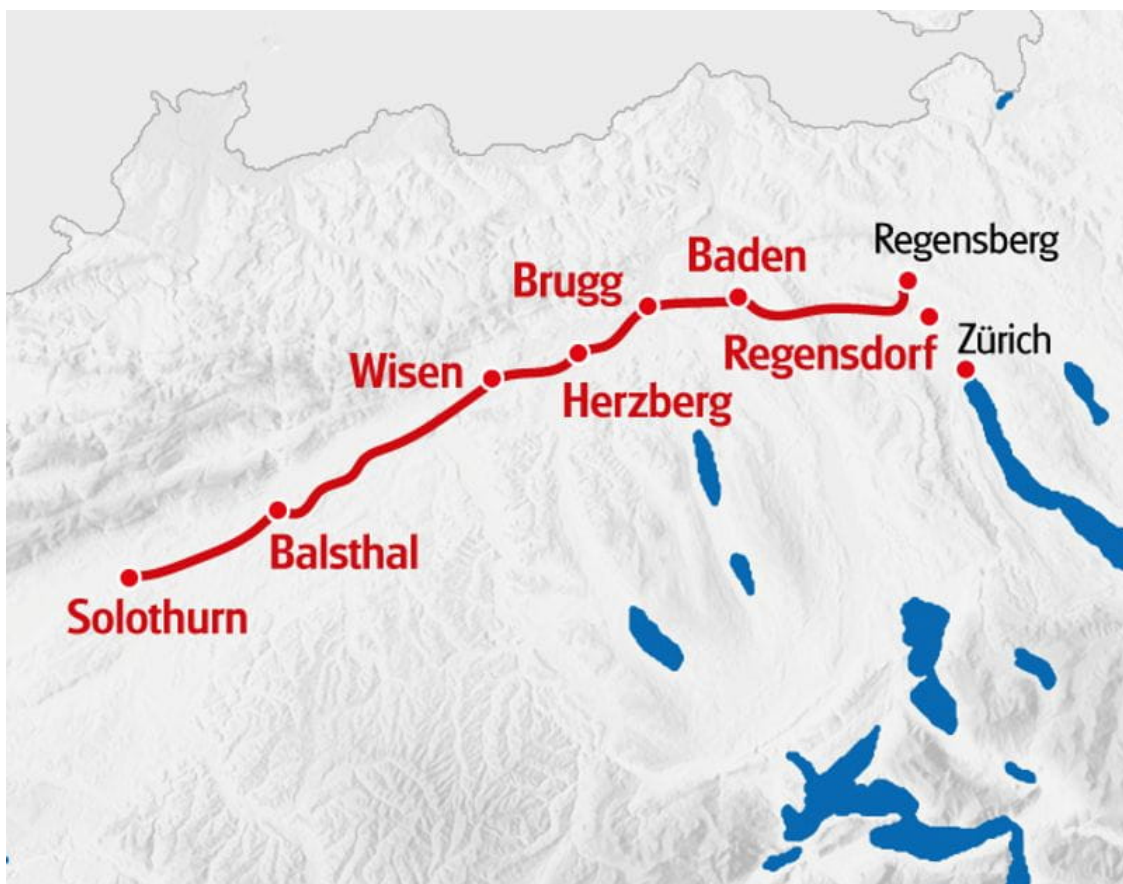 Regensberg
Baden
Brugg
Regensdorf
Zürich
Wisen
Herzberg
Balsthal
Solothurn